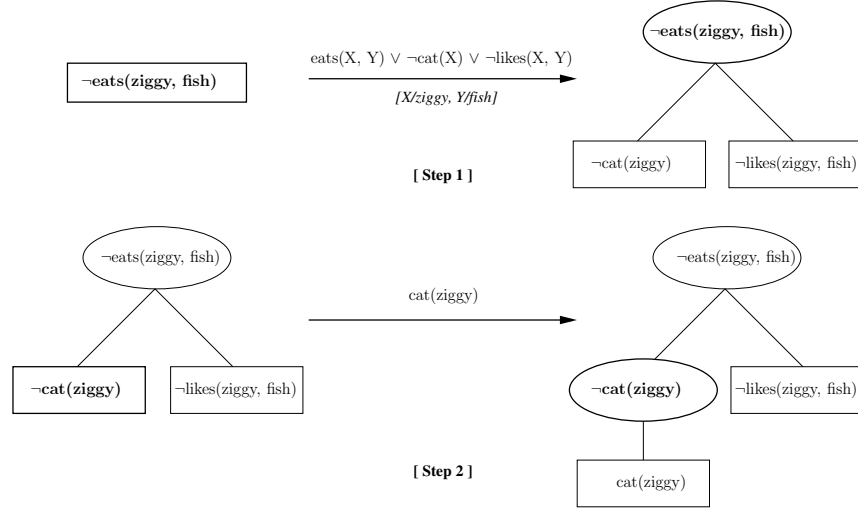 ¬eats(ziggy, fish)
eats(X, Y) ∨ ¬cat(X) ∨ ¬likes(X, Y)
[X/ziggy, Y/fish]
¬eats(ziggy, fish)
¬cat(ziggy)
¬likes(ziggy, fish)
[ Step 1 ]
¬eats(ziggy, fish)
¬cat(ziggy)
¬likes(ziggy, fish)
cat(ziggy)
¬eats(ziggy, fish)
¬cat(ziggy)
¬likes(ziggy, fish)
cat(ziggy)
[ Step 2 ]